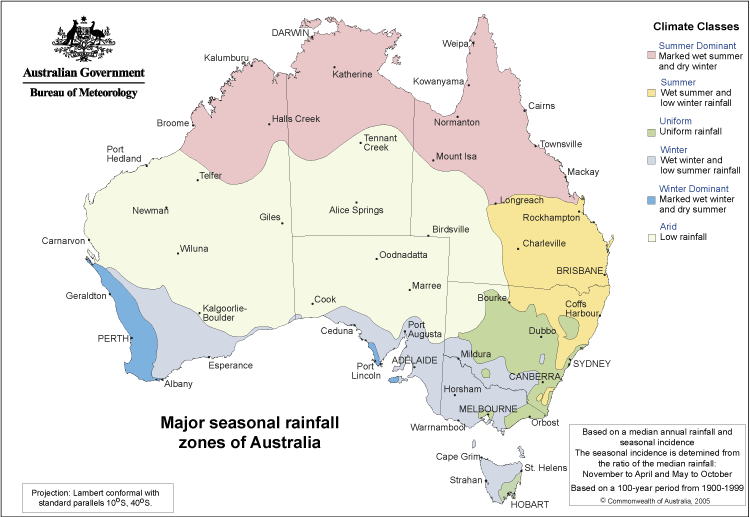 Australian Government
Bureau of Meteorology
Climate Classes
Summer Dominant
Marked wet summer
and dry winter
Summer
Wet summer and
low winter rainfall
Uniform
Uniform rainfall
Winter
Wet winter and
low summer rainfall
Winter Dominant
Marked wet winter
and dry summer
Arid
Low rainfall
DARWIN
Weipa
Kalumburu
Katherine
Kowanyama
Cairns
Broome
Halls Creek
Normanton
Tennant
Creek
Townsville
Port
Hedland
Mount Isa
Mackay
Telfer
Longreach
Newman
Alice Springs
Rockhampton
Giles
Birdsville
Carnarvon
Wiluna
Charleville
Oodnadatta
BRISBANE
Geraldton
Marree
Bourke
Coffs
Harbour
Kalgoorlie-
Boulder
Cook
Ceduna
Port
Augusta
Dubbo
PERTH
Mildura
SYDNEY
Esperance
Port
Lincoln
ADELAIDE
CANBERRA
Albany
Horsham
MELBOURNE
Warrnambool
Orbost
Cape Grim
St. Helens
Strahan
HOBART
Major seasonal rainfall
zones of Australia
Based on a median annual rainfall and
seasonal incidence
The seasonal incidence is detemined from
the ratio of the median rainfall:
November to April and May to October
Based on a 100-year period from 1900-1999
© Commonwealth of Australia, 2005
Projection: Lambert conformal with
standard parallels 10°S, 40°S.